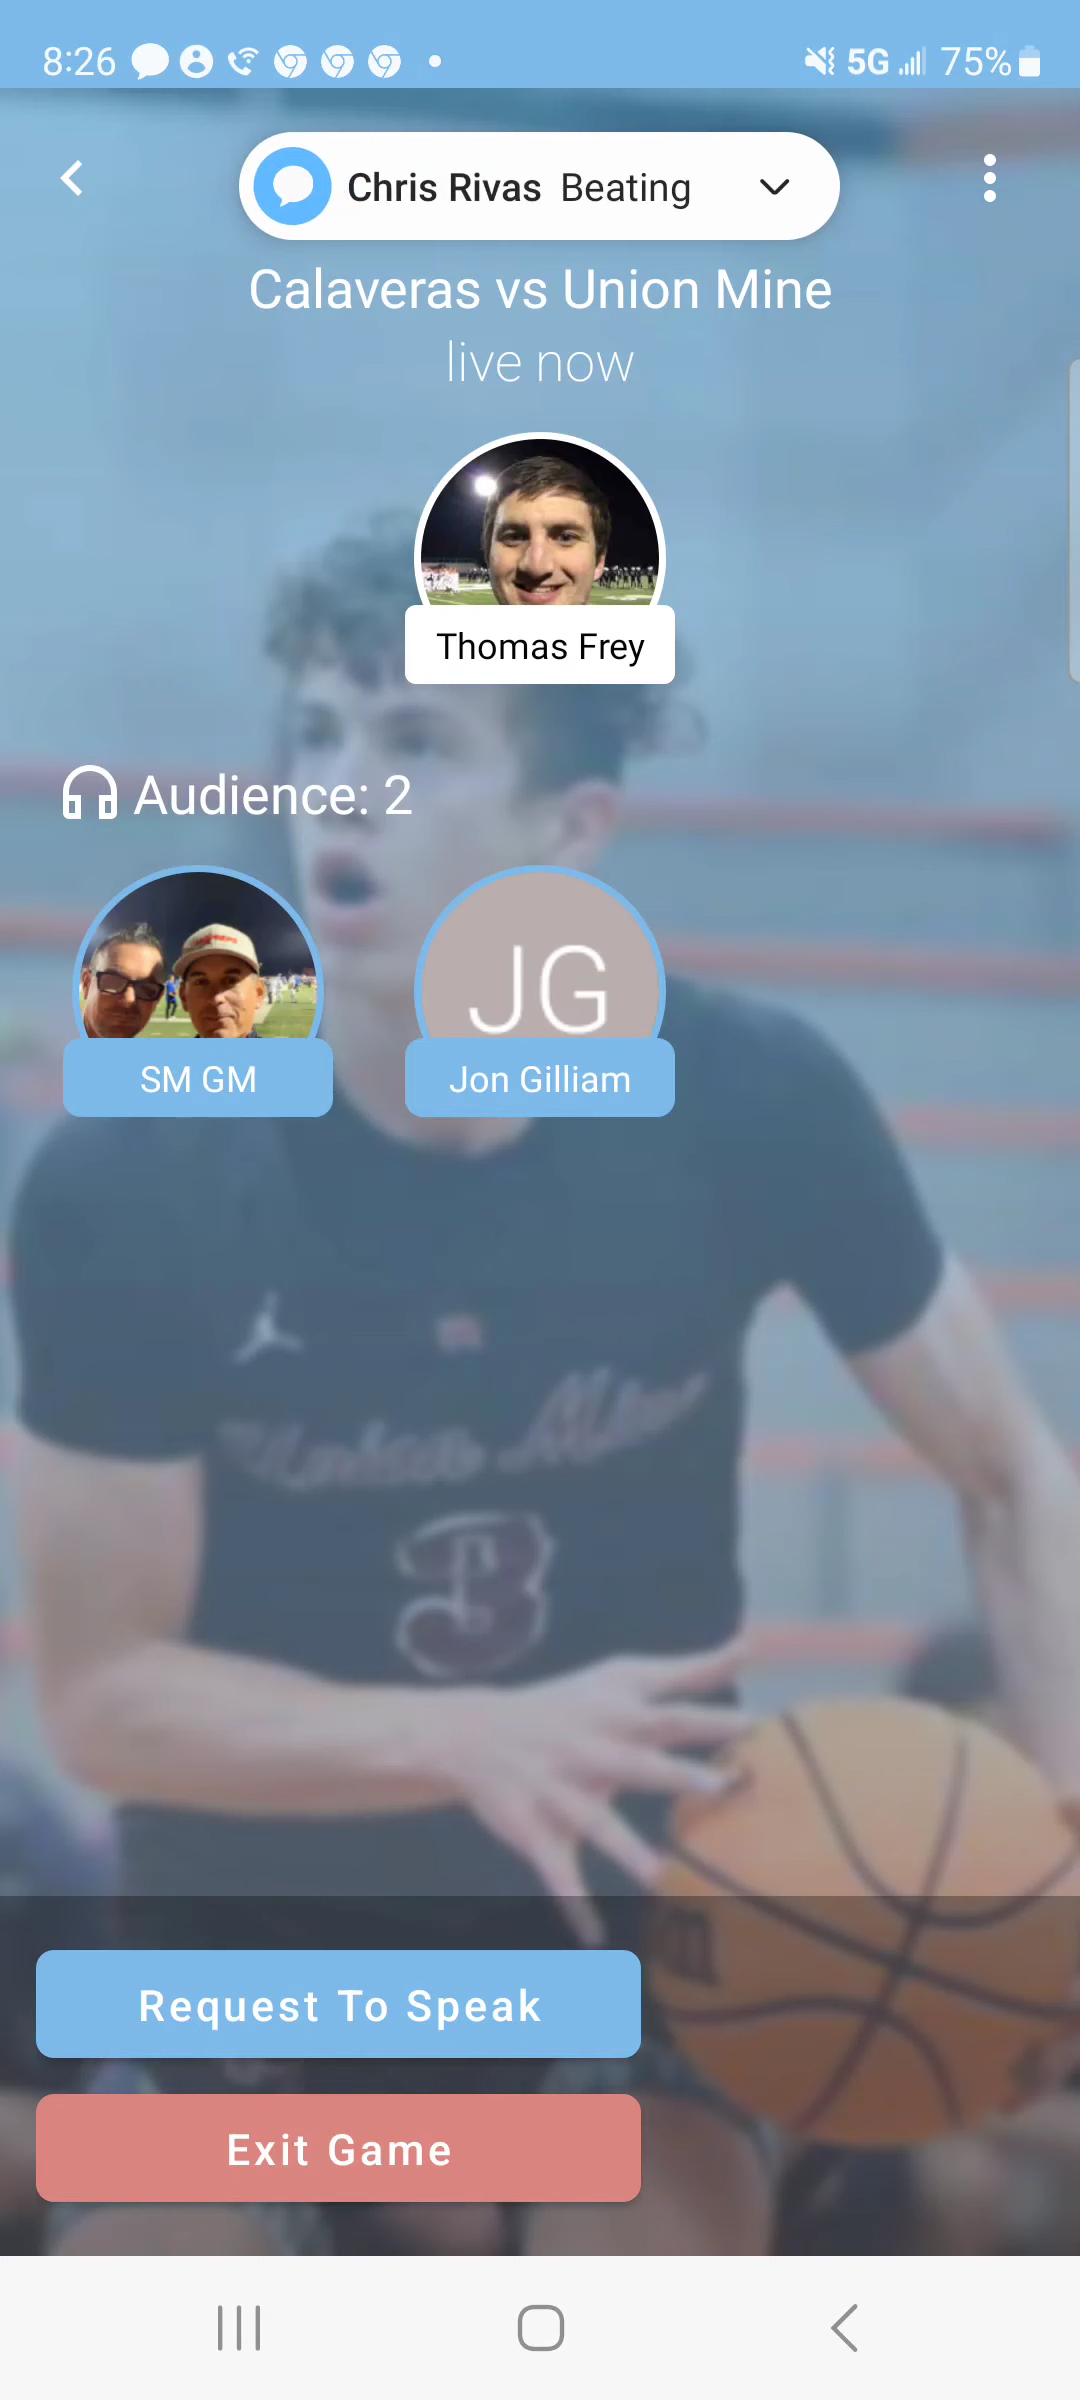 8:26 5G 75%
Chris Rivas Beating
Calaveras vs Union Mine
live now
Thomas Frey
Audience: 2
JG
SM GM
Jon Gilliam
3
Request To Speak
Exit Game